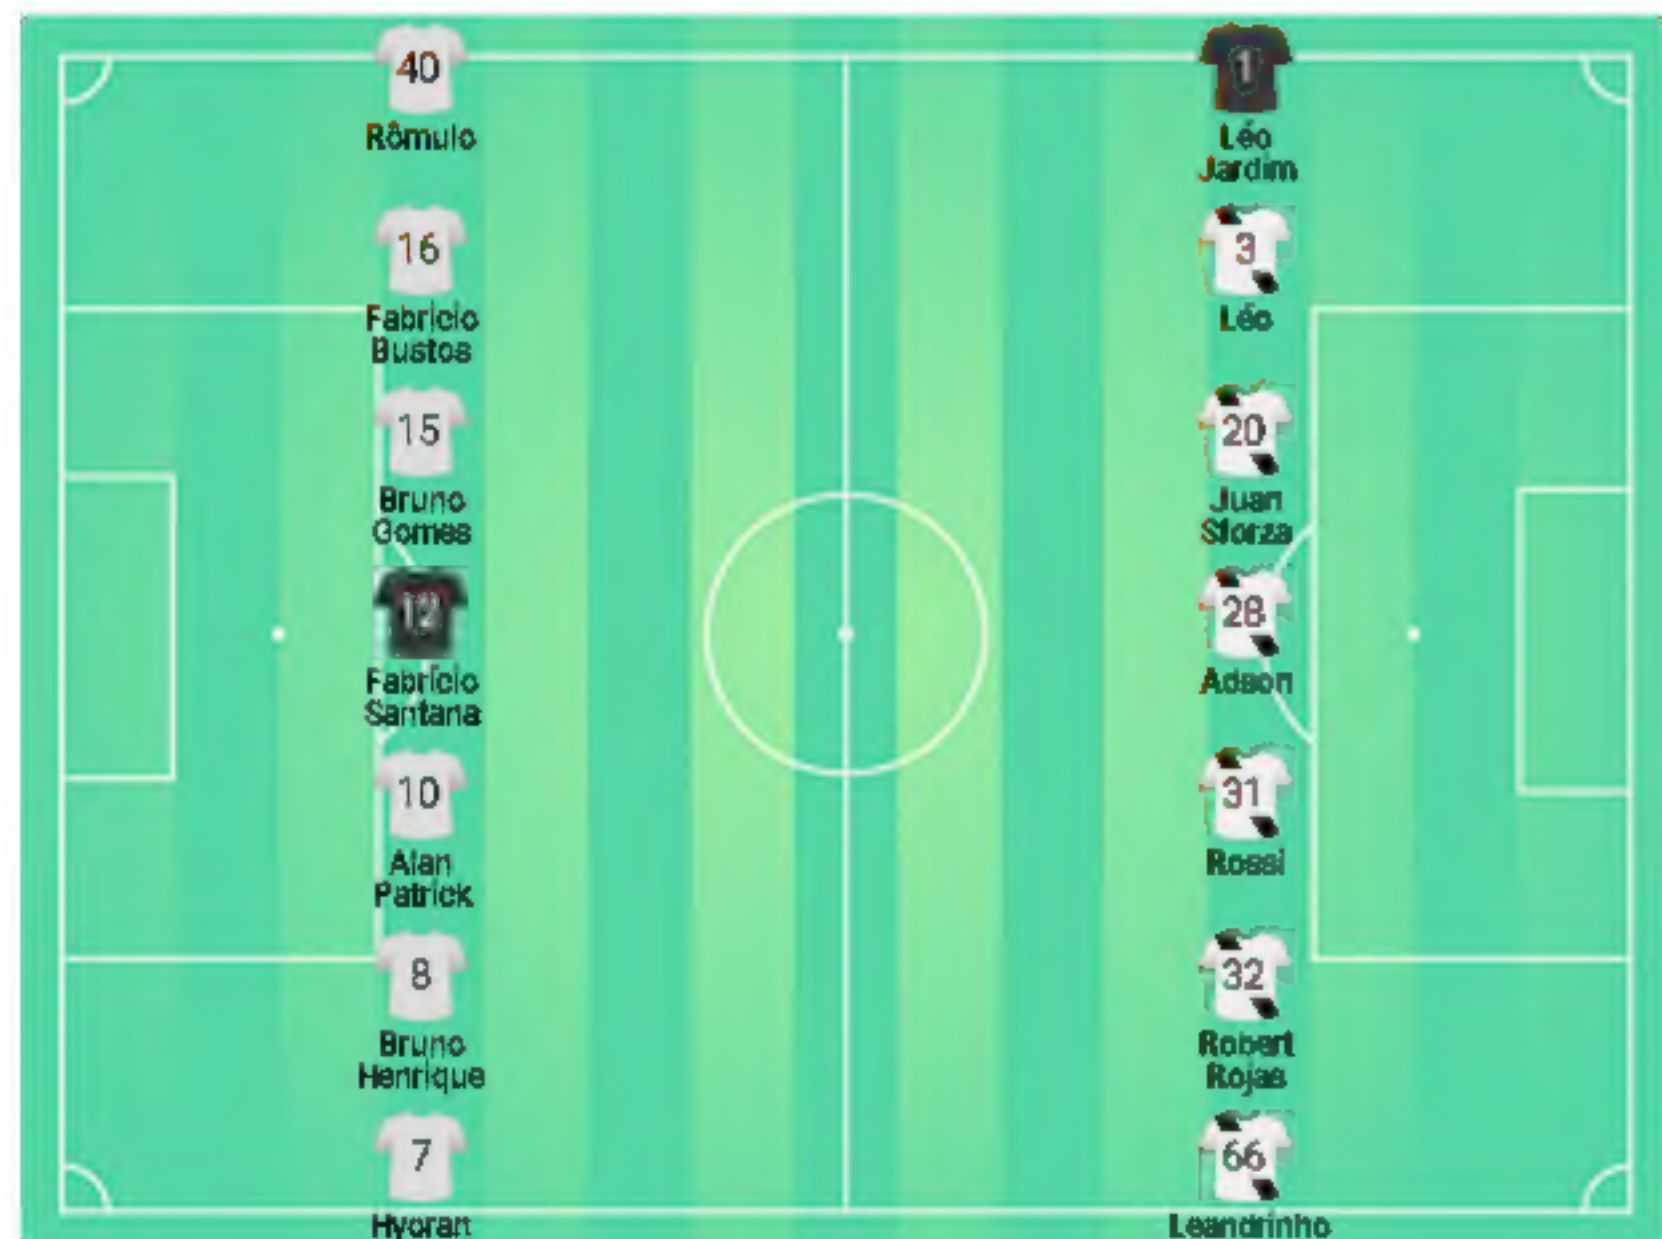 40
Rômulo
16
Fabricio
Bustos
15
Bruno
Gomes
12
Fabrício
Santana
10
Alan
Patrick
8
Bruno
Henrique
7
Hyoran
1
Léo
Jardim
3
Léo
20
Juan
Sforza
28
Adson
31
Rossi
32
Robert
Rojas
66
Leandrinho